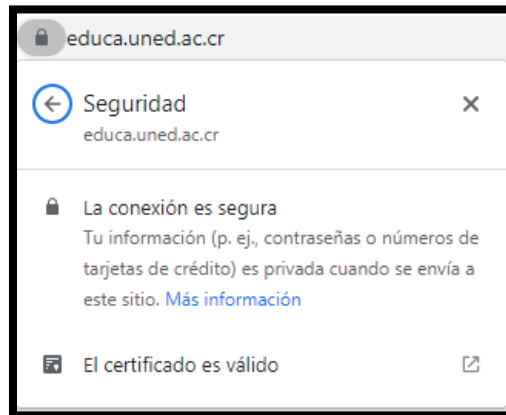 educa.uned.ac.cr
Seguridad
educa.uned.ac.cr
La conexión es segura
Tu información (p. ej., contraseñas o números de
tarjetas de crédito) es privada cuando se envía a
este sitio. Más información
El certificado es válido